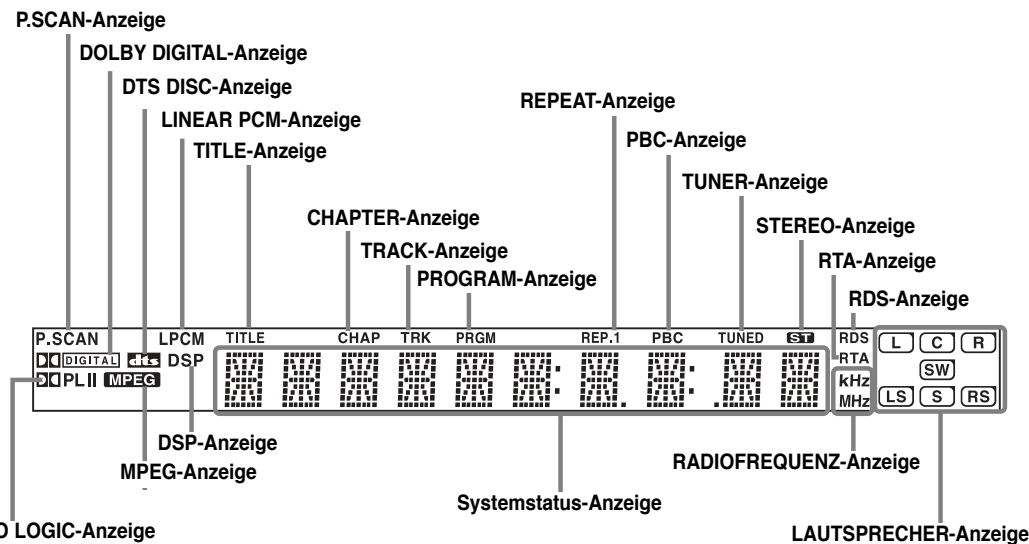 P.SCAN-Anzeige
DOLBY DIGITAL-Anzeige
DTS DISC-Anzeige
LINEAR PCM-Anzeige
TITLE-Anzeige
REPEAT-Anzeige
PBC-Anzeige
TUNER-Anzeige
CHAPTER-Anzeige
STEREO-Anzeige
TRACK-Anzeige
RTA-Anzeige
PROGRAM-Anzeige
RDS-Anzeige
P.SCAN LPCM TITLE CHAP TRK PRGM REP.1 PBC TUNED ST RDS
DIGITAL dts DSP RTA
PL II MPEG kHz
MHz
L C R
SW
LS S RS
DSP-Anzeige
MPEG-Anzeige
RADIOFREQUENZ-Anzeige
Systemstatus-Anzeige
LOGIC-Anzeige
LAUTSPRECHER-Anzeige